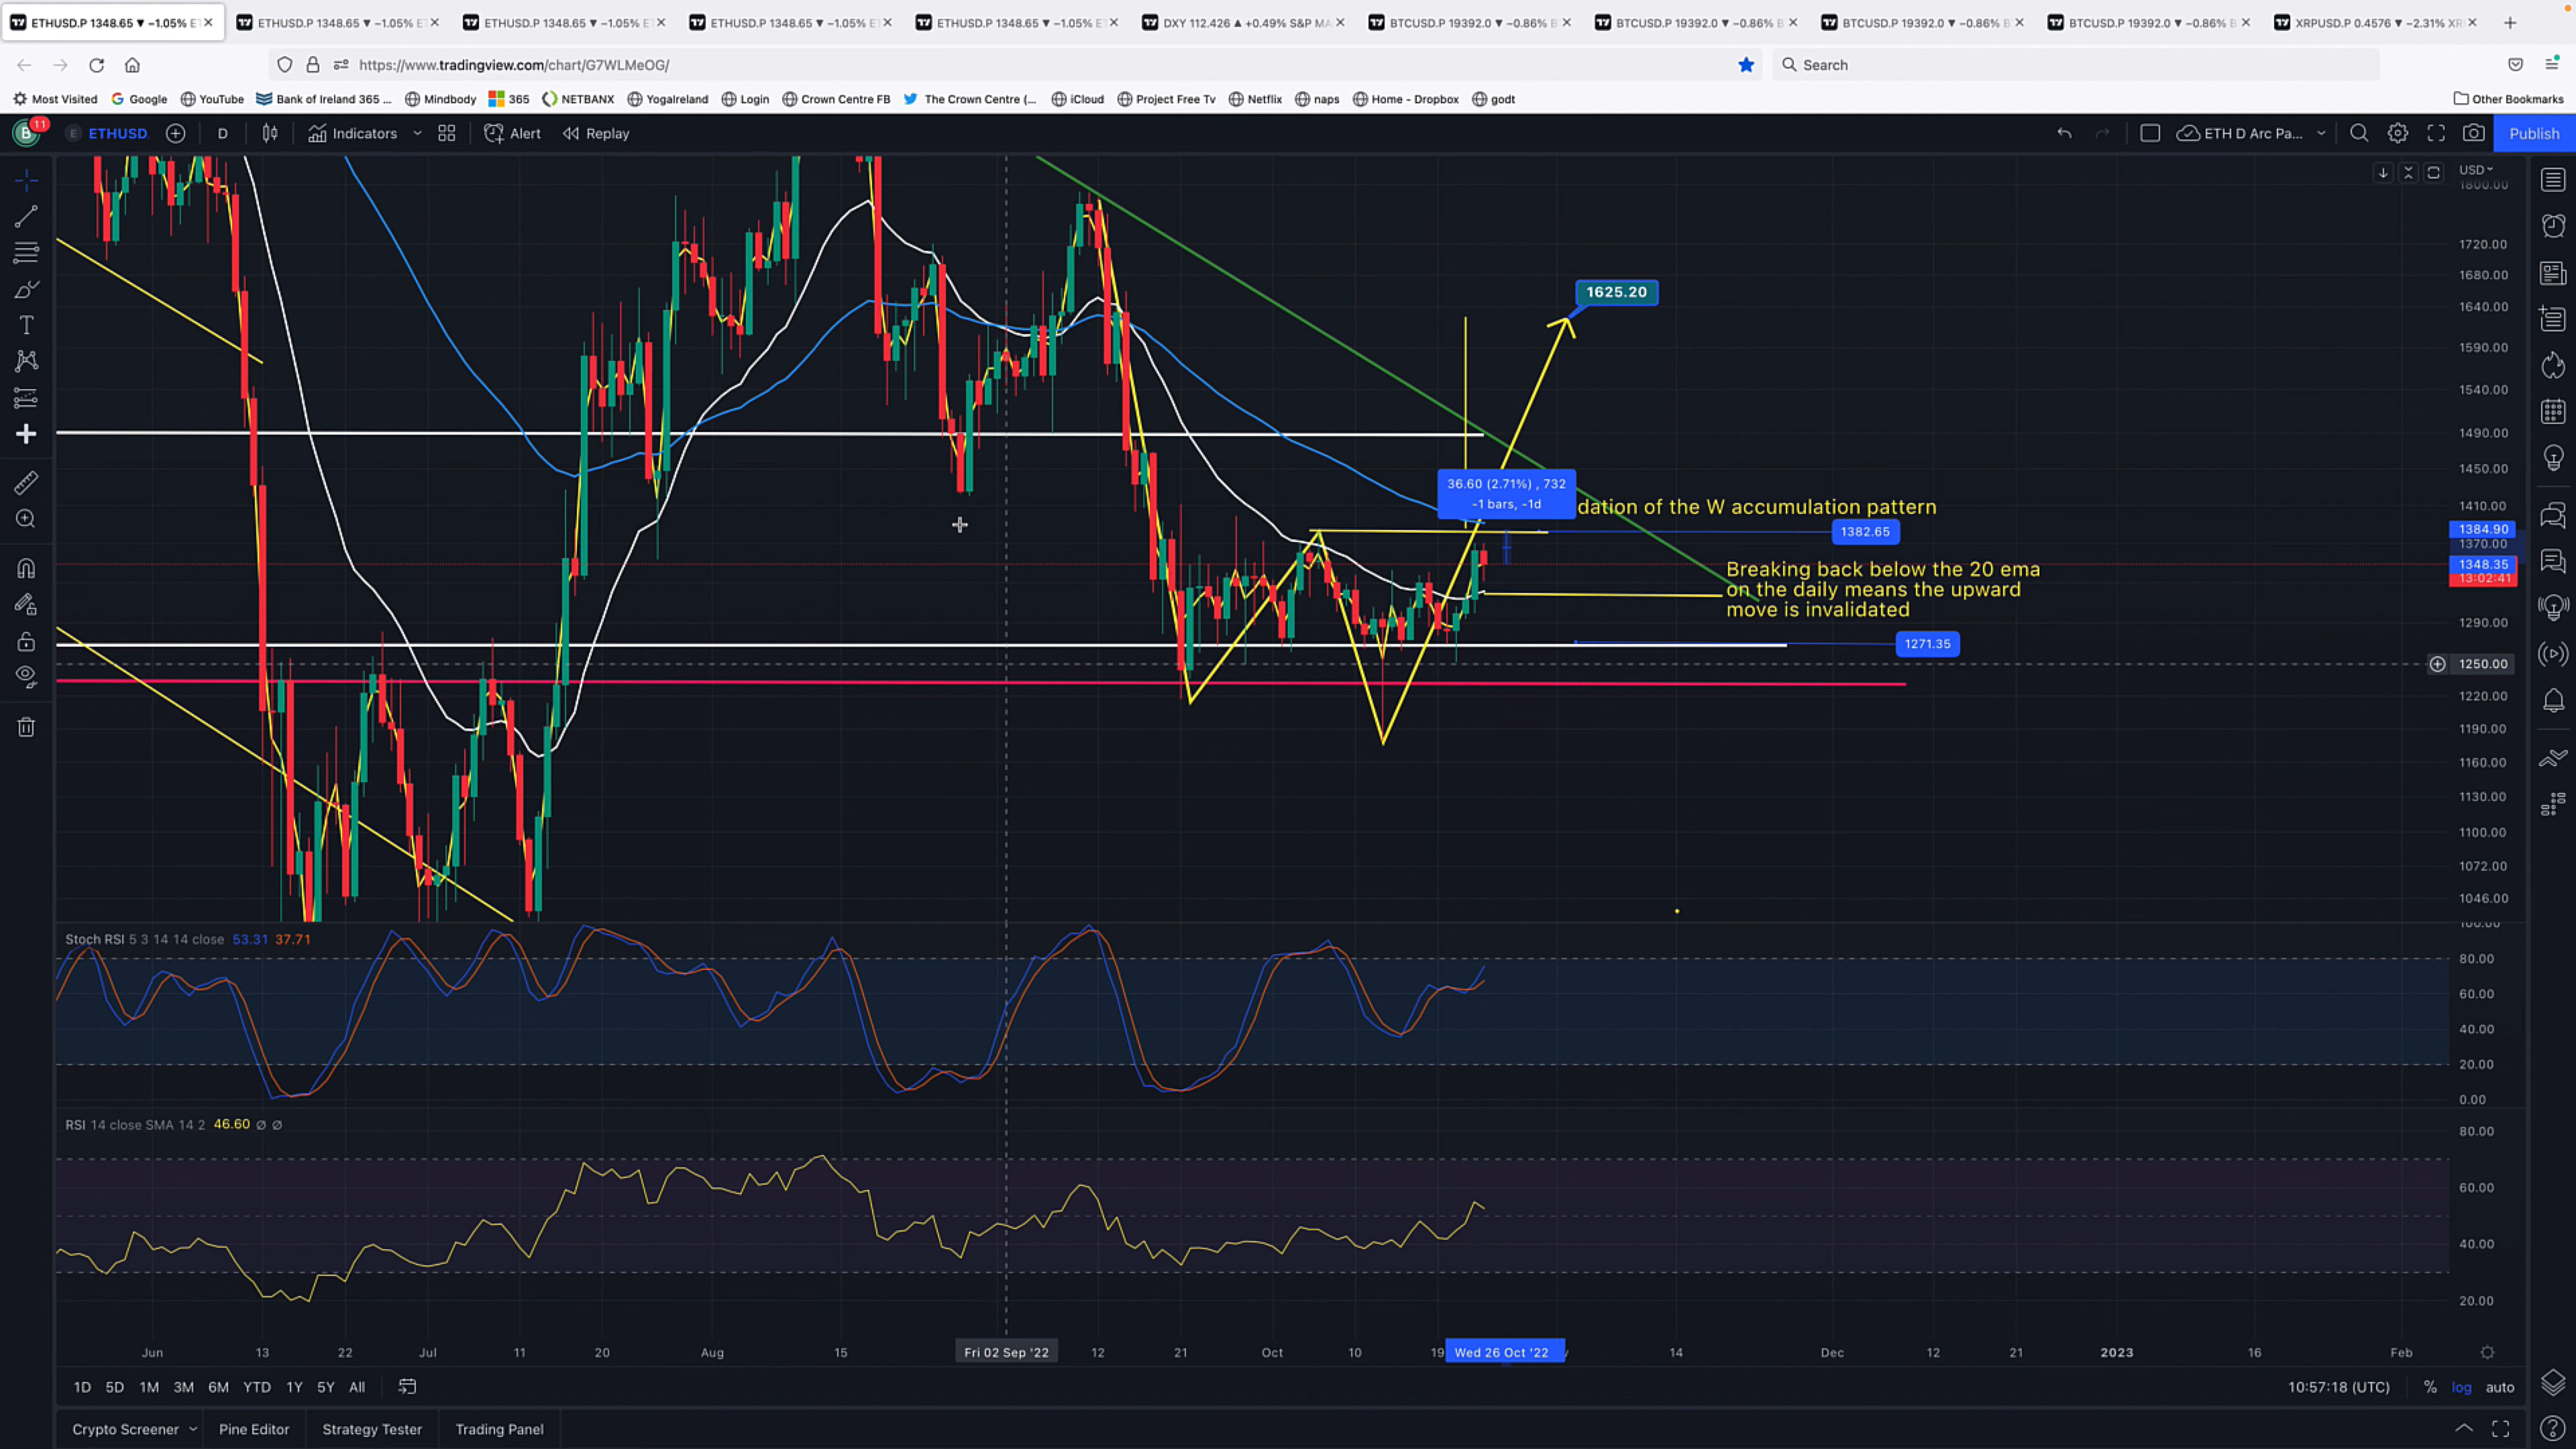 ETHUSD.P 1348.65 ▼ −1.05% E
ETHUSD.P 1348.65 ▼ −1.05% E
ETHUSD.P 1348.65 ▼ −1.05% E
ETHUSD.P 1348.65 ▼ −1.05% E
ETHUSD.P 1348.65 ▼ −1.05% E
DXY 112.426 ▲ +0.49% S&P MA
BTCUSD.P 19392.0 ▼ −0.86% B
BTCUSD.P 19392.0 ▼ −0.86% B
BTCUSD.P 19392.0 ▼ −0.86% B
BTCUSD.P 19392.0 ▼ −0.86% B
XRPUSD.P 0.4576 ▼ −2.31% XR
https://www.tradingview.com/chart/G7WLMeOG/
Search
Most Visited
Google
YouTube
Bank of Ireland 365 ...
Mindbody
365
NETBANX
YogaIreland
Login
Crown Centre FB
The Crown Centre (...
iCloud
Project Free Tv
Netflix
naps
Home - Dropbox
godt
Other Bookmarks
B
11
E
ETHUSD
D
Indicators
Alert
Replay
ETH D Arc Pa...
Publish
USD
1800.00
1720.00
1680.00
1640.00
1590.00
1540.00
1490.00
1450.00
1410.00
1384.90
1370.00
1348.35
13:02:41
1290.00
1250.00
1220.00
1190.00
1160.00
1130.00
1100.00
1072.00
1046.00
1625.20
36.60 (2.71%) , 732
-1 bars, -1d
dation of the W accumulation pattern
1382.65
Breaking back below the 20 ema
on the daily means the upward
move is invalidated
1271.35
Stoch RSI 5 3 14 14 close 53.31 37.71
100.00
80.00
60.00
40.00
20.00
0.00
RSI 14 close SMA 14 2 46.60 ∅ ∅
80.00
60.00
40.00
20.00
Jun
13
22
Jul
11
20
Aug
15
Fri 02 Sep '22
12
21
Oct
10
19
Wed 26 Oct '22
14
Dec
12
21
2023
16
Feb
1D 5D 1M 3M 6M YTD 1Y 5Y All
10:57:18 (UTC)
% log auto
Crypto Screener
Pine Editor
Strategy Tester
Trading Panel